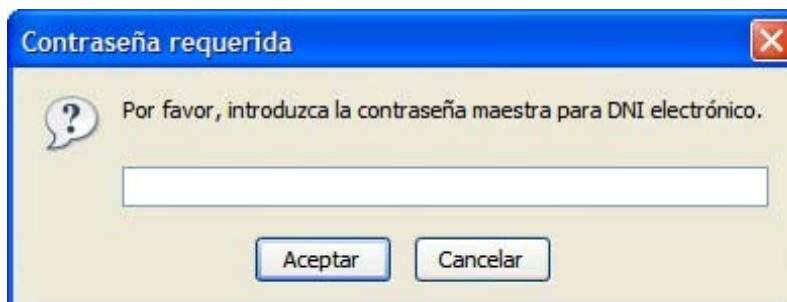 Contraseña requerida
Por favor, introduzca la contraseña maestra para DNI electrónico.
Aceptar Cancelar